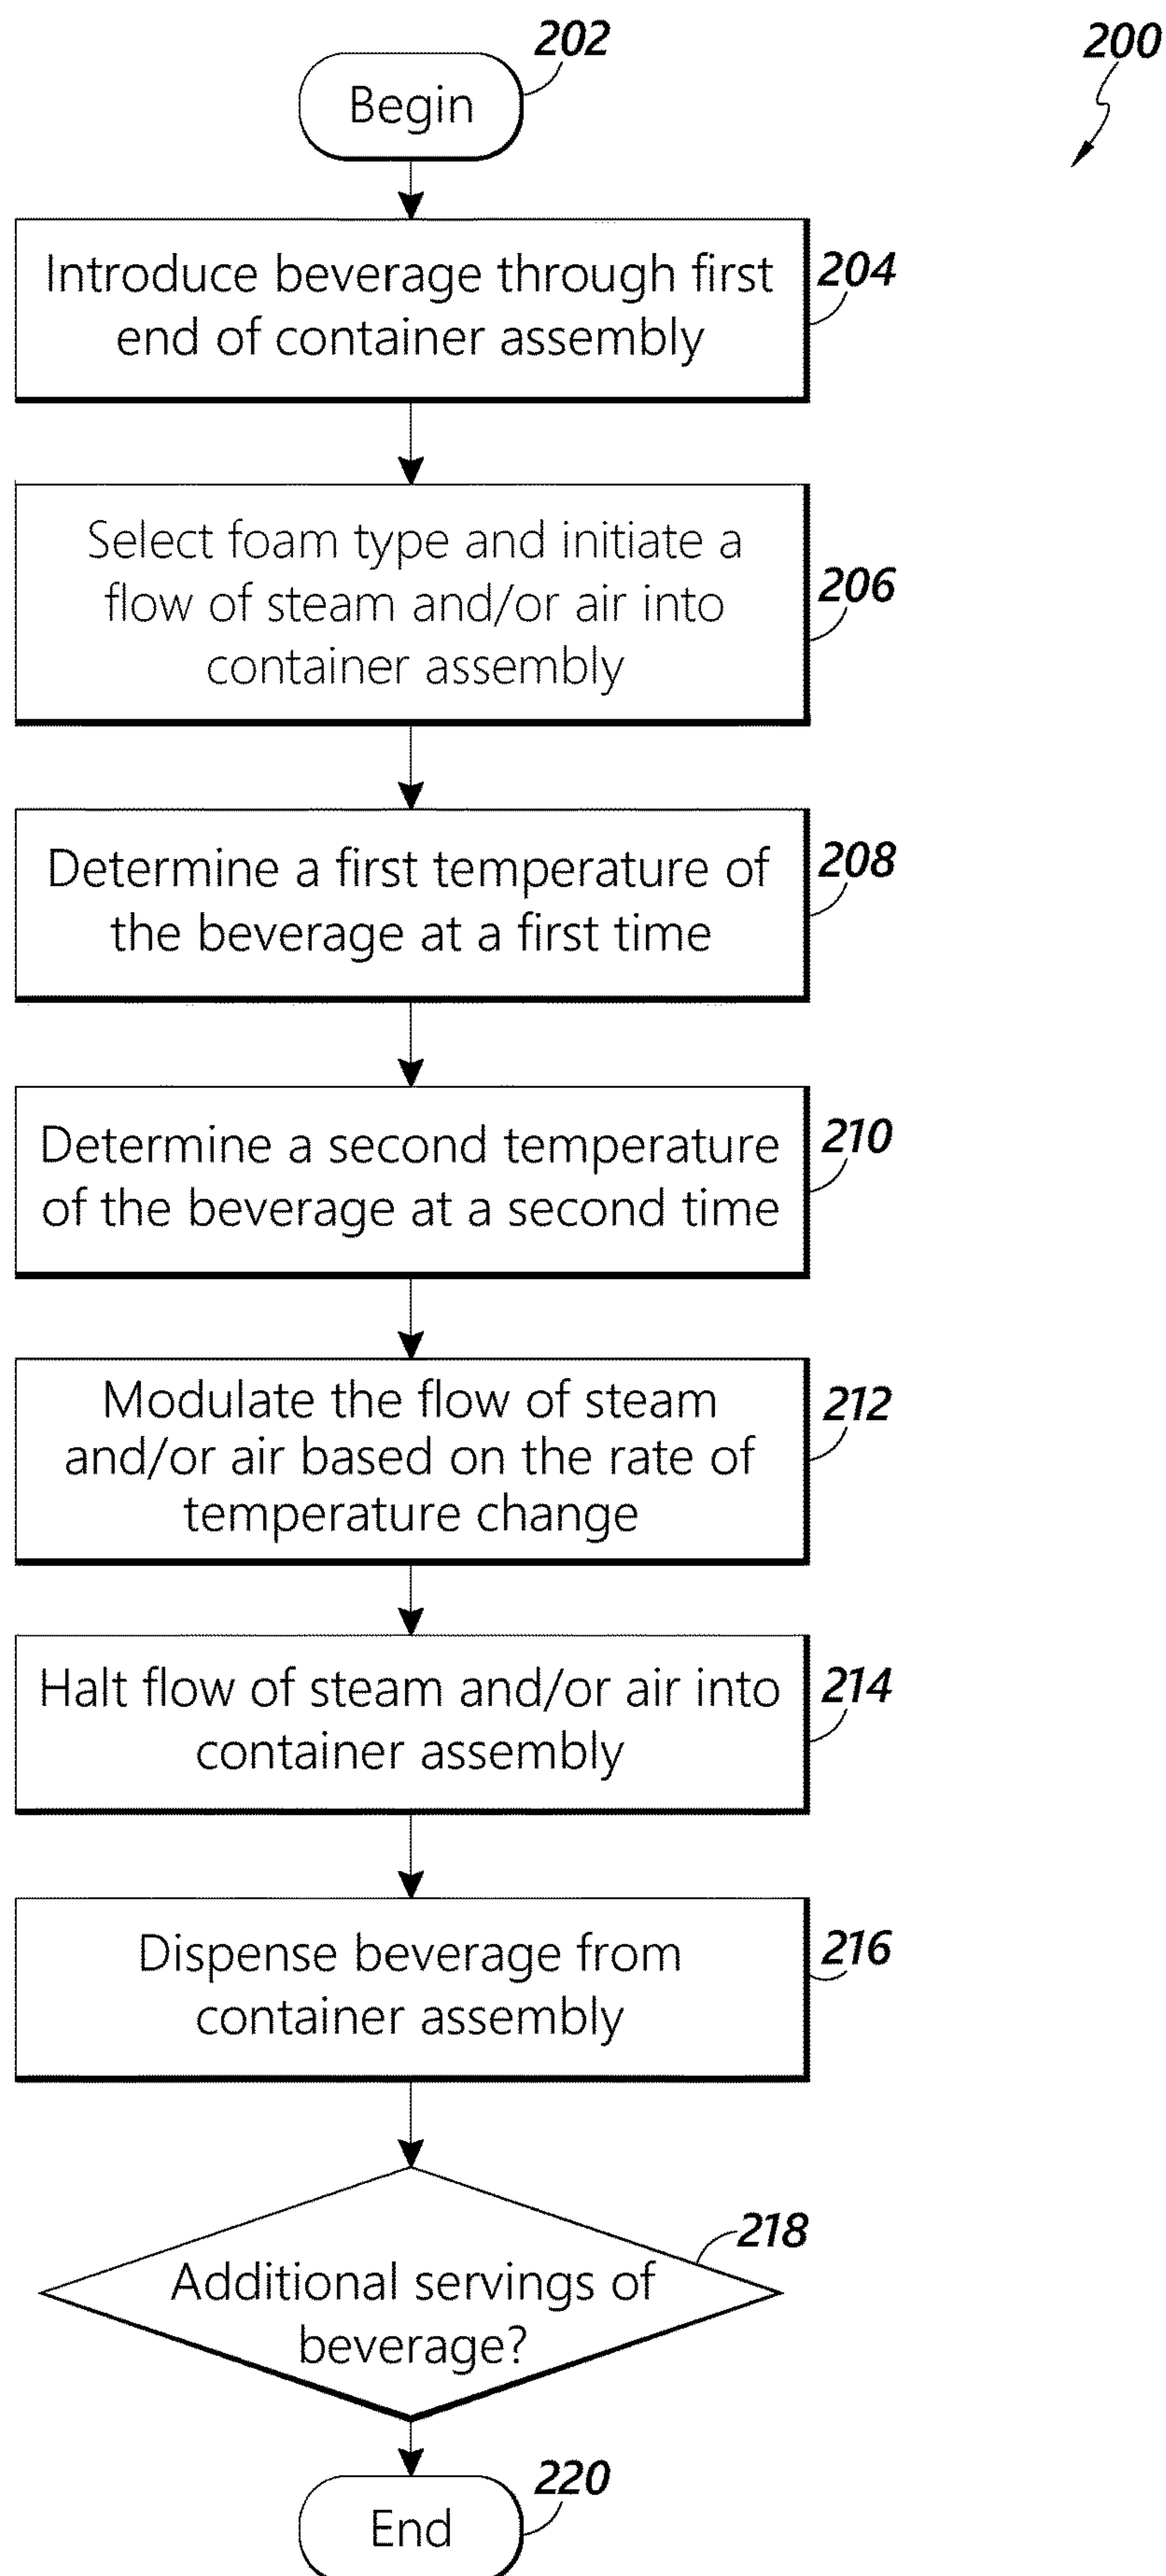 202
200
Begin
Introduce beverage through first
end of container assembly
204
Select foam type and initiate a
flow of steam and/or air into
container assembly
206
Determine a first temperature of
the beverage at a first time
208
Determine a second temperature
of the beverage at a second time
210
Modulate the flow of steam
and/or air based on the rate of
temperature change
212
Halt flow of steam and/or air into
container assembly
214
Dispense beverage from
container assembly
216
Additional servings of
beverage?
218
End
220